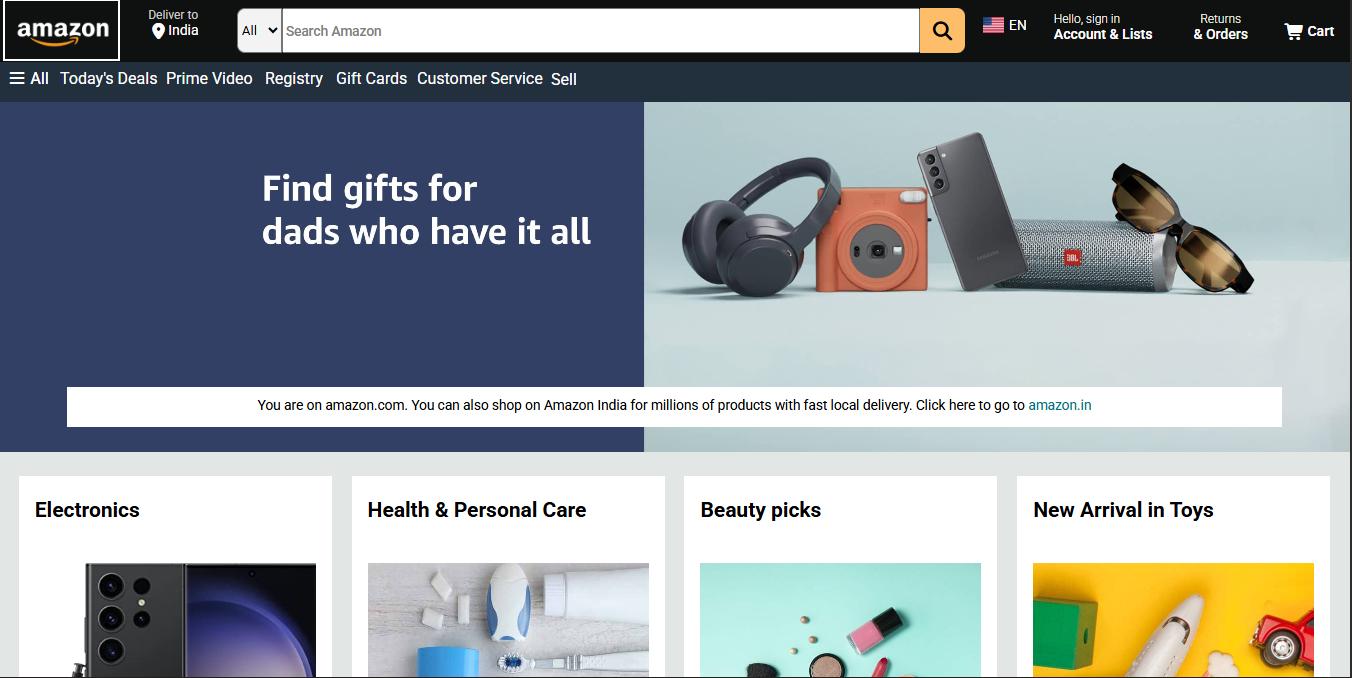 amazon
Deliver to
India
All
Search Amazon
EN
Hello, sign in
Account & Lists
Returns
& Orders
Cart
All Today's Deals Prime Video Registry Gift Cards Customer Service Sell
Find gifts for
dads who have it all
SAMSUNG
JBL
You are on amazon.com. You can also shop on Amazon India for millions of products with fast local delivery. Click here to go to amazon.in
Electronics
Health & Personal Care
Beauty picks
New Arrival in Toys